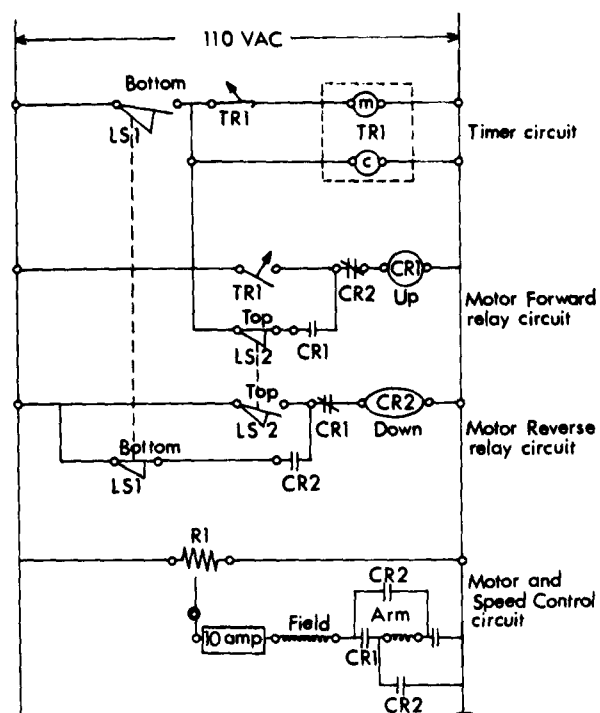 110 VAC
Bottom
LS1
TR1
m
TR1
c
Timer circuit
TR1
CR2
CR1
Up
Motor Forward
relay circuit
Top
LS2
CR1
Top
LS2
CR1
CR2
Down
Motor Reverse
relay circuit
Bottom
LS1
CR2
R1
CR2
Motor and
Speed Control
circuit
10 amp
Field
Arm
CR1
CR2